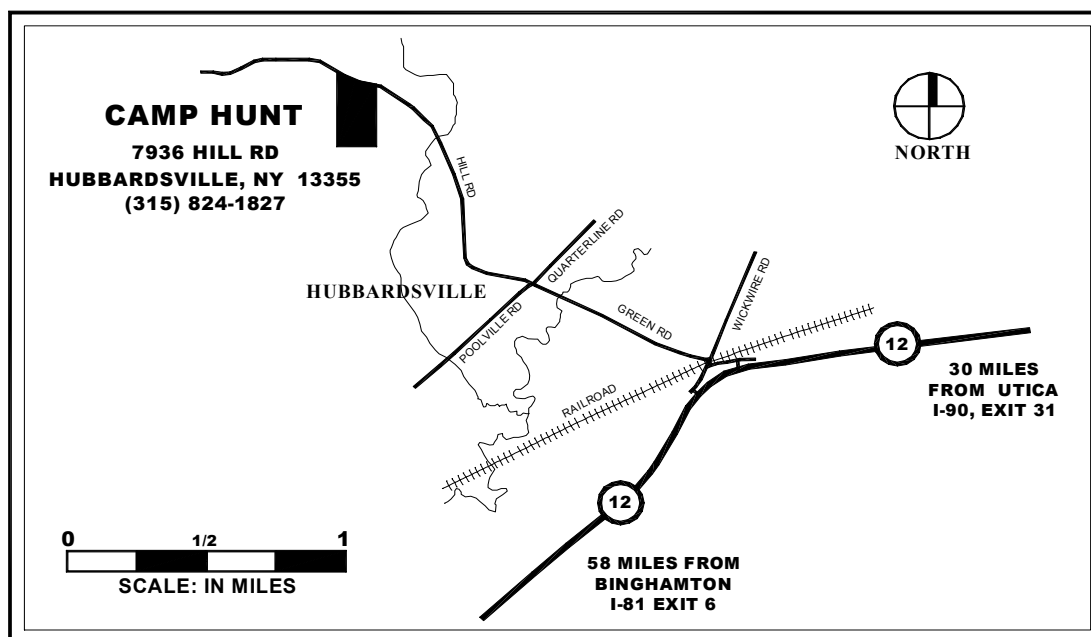 CAMP HUNT
7936 HILL RD
HUBBARDSVILLE, NY 13355
(315) 824-1827
NORTH
HILL RD
QUARTERLINE RD
HUBBARDSVILLE
POOLVILLE RD
GREEN RD
WICKWIRE RD
RAILROAD
12
30 MILES
FROM UTICA
I-90, EXIT 31
12
58 MILES FROM
BINGHAMTON
I-81 EXIT 6
0 1/2 1
SCALE: IN MILES